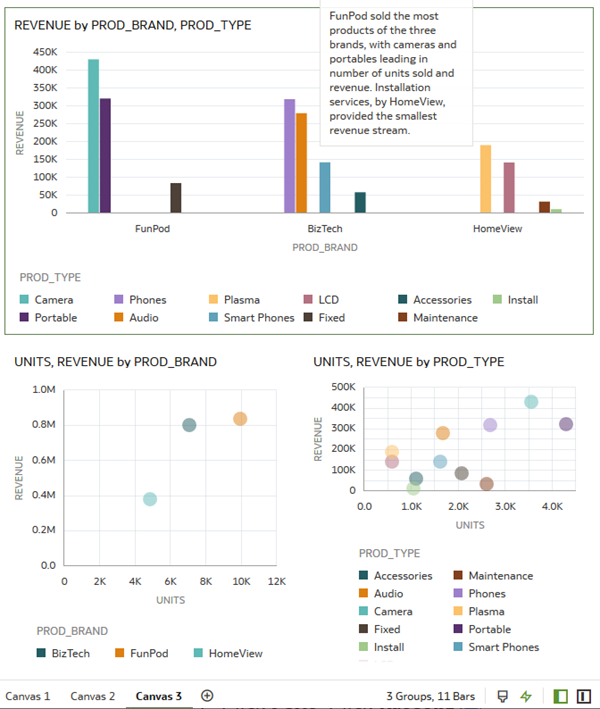 FunPod sold the most
products of the three
brands, with cameras and
portables leading in
number of units sold and
revenue. Installation
services, by HomeView,
provided the smallest
revenue stream.
REVENUE by PROD_BRAND, PROD_TYPE
450K
400K
350K
300K
250K
200K
150K
100K
50K
0
REVENUE
FunPod BizTech HomeView
PROD_BRAND
PROD_TYPE
Camera Phones Plasma LCD Accessories Install
Portable Audio Smart Phones Fixed Maintenance
UNITS, REVENUE by PROD_BRAND
1.0M
0.8M
0.6M
0.4M
0.2M
0.0
REVENUE
0 2K 4K 6K 8K 10K 12K
UNITS
PROD_BRAND
BizTech FunPod HomeView
UNITS, REVENUE by PROD_TYPE
500K
400K
300K
200K
100K
0
REVENUE
0.0 1.0K 2.0K 3.0K 4.0K
UNITS
PROD_TYPE
Accessories Maintenance
Audio Phones
Camera Plasma
Fixed Portable
Install Smart Phones
Canvas 1 Canvas 2 Canvas 3 3 Groups, 11 Bars